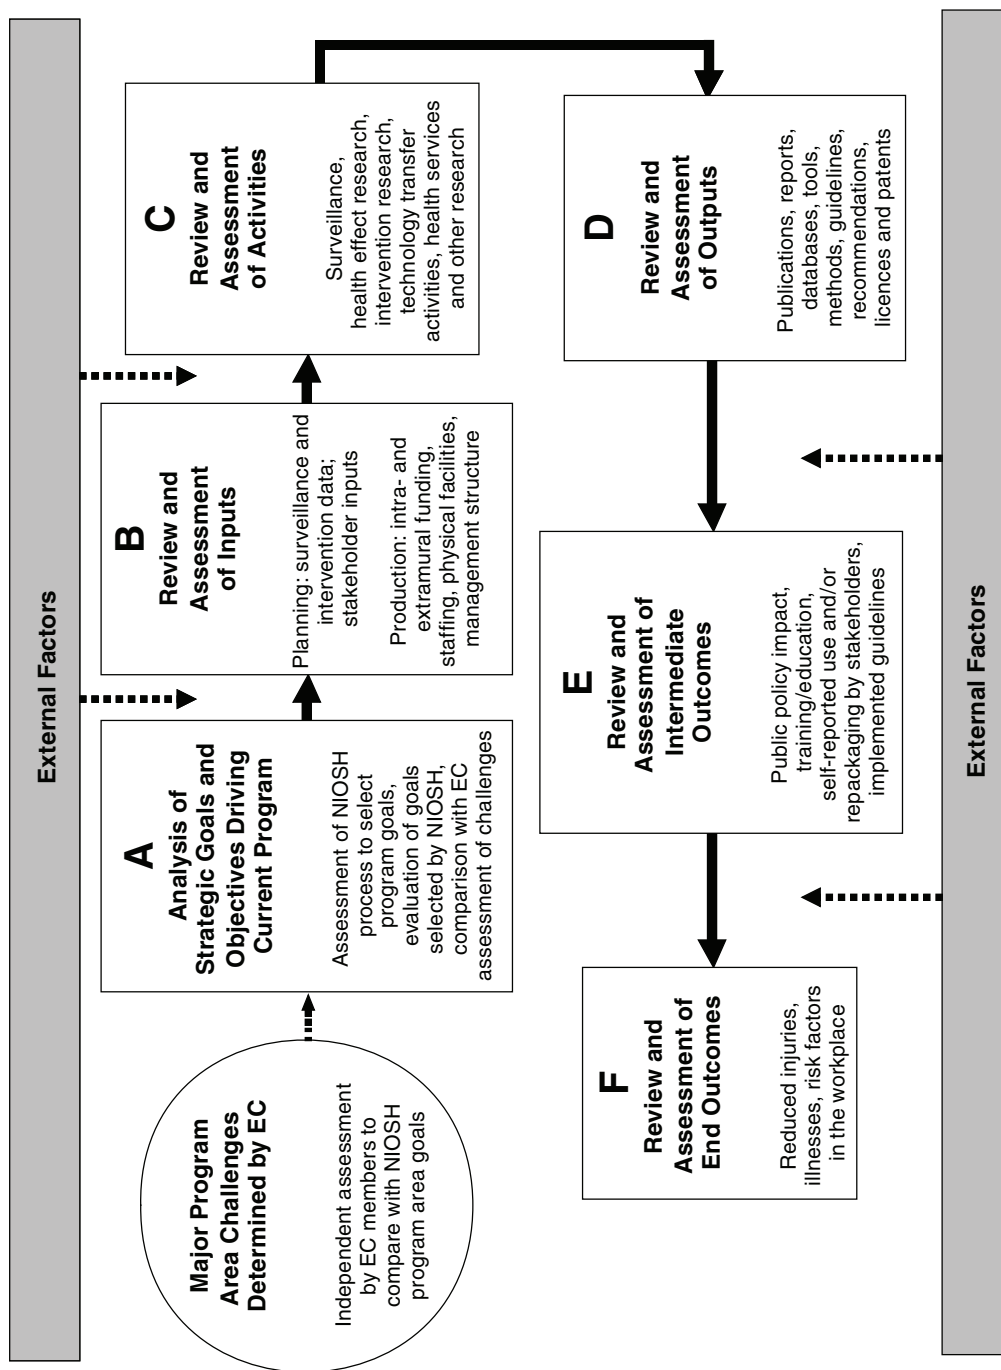 External Factors
Major Program
Area Challenges
Determined by EC
Independent assessment
by EC members to
compare with NIOSH
program area goals
A
Analysis of
Strategic Goals and
Objectives Driving
Current Program
Assessment of NIOSH
process to select
program goals,
evaluation of goals
selected by NIOSH,
comparison with EC
assessment of challenges
B
Review and
Assessment
of Inputs
Planning: surveillance and
intervention data;
stakeholder inputs
Production: intra- and
extramural funding,
staffing, physical facilities,
management structure
C
Review and
Assessment
of Activities
Surveillance,
health effect research,
intervention research,
technology transfer
activities, health services
and other research
D
Review and
Assessment
of Outputs
Publications, reports,
databases, tools,
methods, guidelines,
recommendations,
licences and patents
E
Review and
Assessment of
Intermediate
Outcomes
Public policy impact,
training/education,
self-reported use and/or
repackaging by stakeholders,
implemented guidelines
F
Review and
Assessment of
End Outcomes
Reduced injuries,
illnesses, risk factors
in the workplace
External Factors